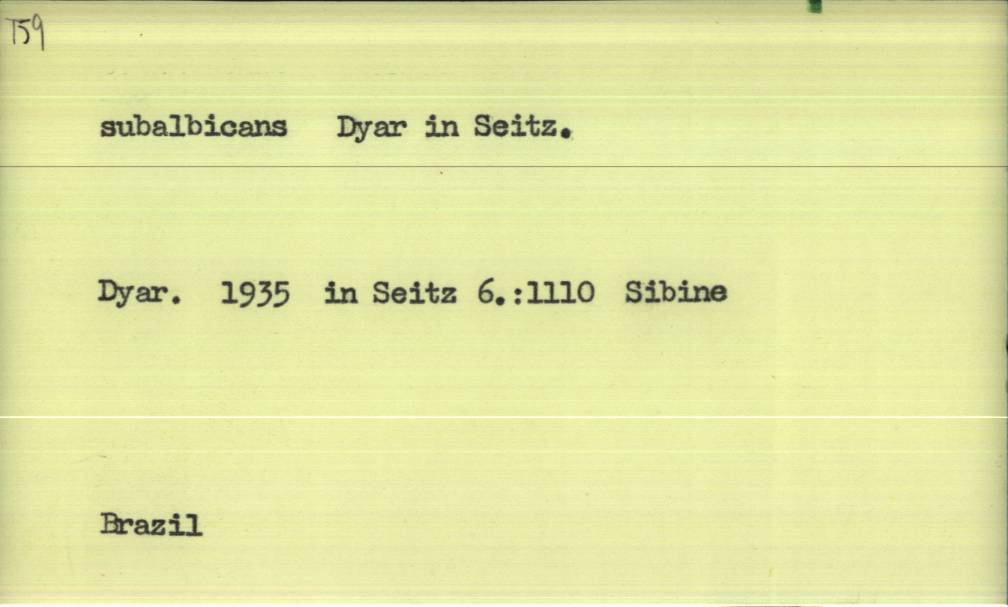 T59
subalbicans Dyar in Seitz.
Dyar. 1935 in Seitz 6.:1110 Sibine
Brazil